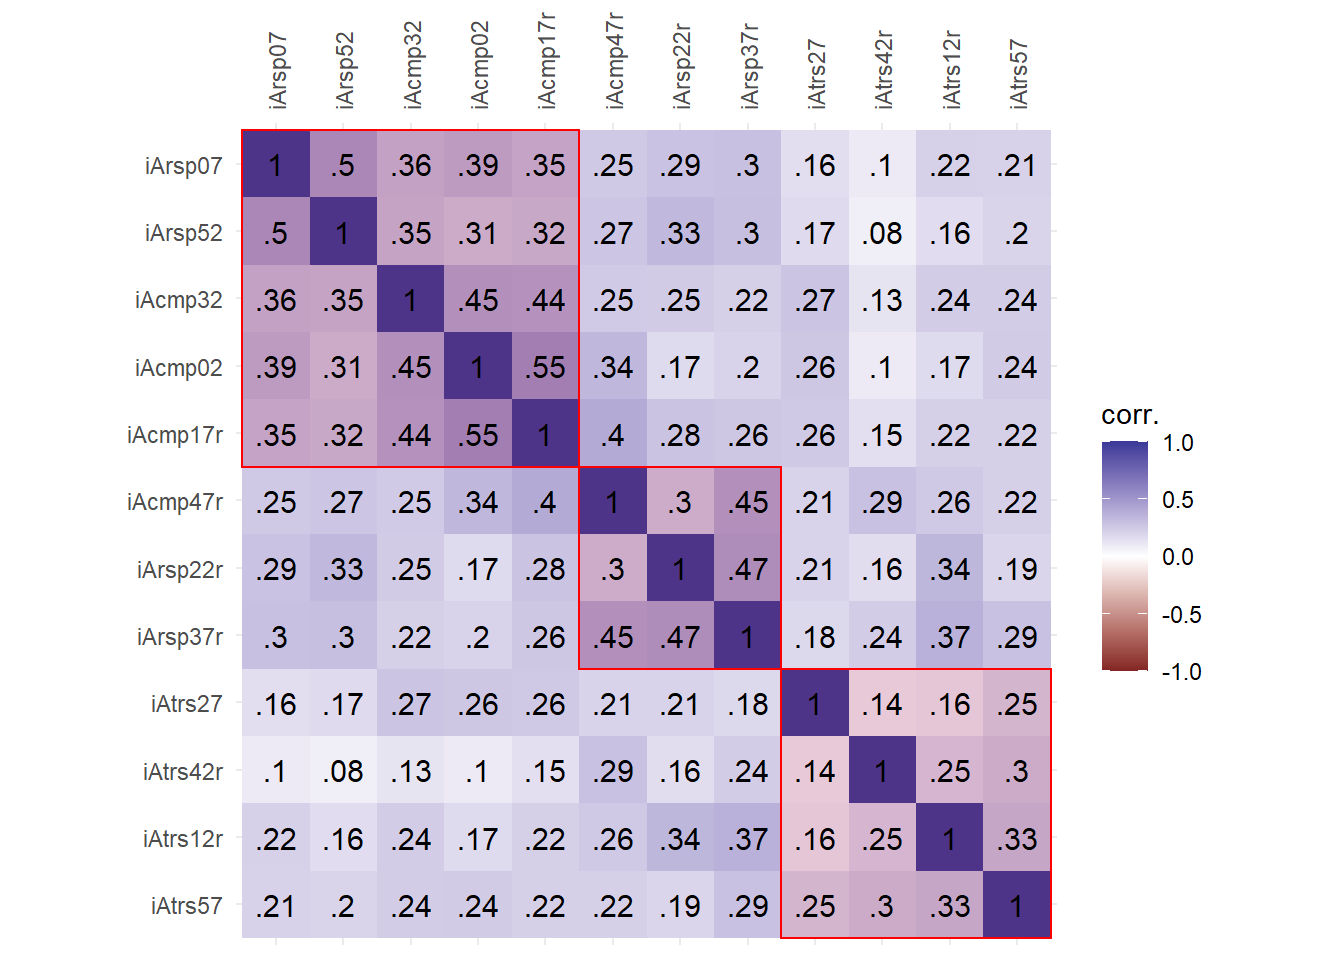 iArsp07 iArsp52 iAcmp32 iAcmp02 iAcmp17r iAcmp47r iArsp22r iArsp37r iAtrs27 iAtrs42r iAtrs12r iAtrs57
iArsp07 1 .5 .36 .39 .35 .25 .29 .3 .16 .1 .22 .21
iArsp52 .5 1 .35 .31 .32 .27 .33 .3 .17 .08 .16 .2
iAcmp32 .36 .35 1 .45 .44 .25 .25 .22 .27 .13 .24 .24
iAcmp02 .39 .31 .45 1 .55 .34 .17 .2 .26 .1 .17 .24
iAcmp17r .35 .32 .44 .55 1 .4 .28 .26 .26 .15 .22 .22
iAcmp47r .25 .27 .25 .34 .4 1 .3 .45 .21 .29 .26 .22
iArsp22r .29 .33 .25 .17 .28 .3 1 .47 .21 .16 .34 .19
iArsp37r .3 .3 .22 .2 .26 .45 .47 1 .18 .24 .37 .29
iAtrs27 .16 .17 .27 .26 .26 .21 .21 .18 1 .14 .16 .25
iAtrs42r .1 .08 .13 .1 .15 .29 .16 .24 .14 1 .25 .3
iAtrs12r .22 .16 .24 .17 .22 .26 .34 .37 .16 .25 1 .33
iAtrs57 .21 .2 .24 .24 .22 .22 .19 .29 .25 .3 .33 1
corr.
1.0
0.5
0.0
-0.5
-1.0